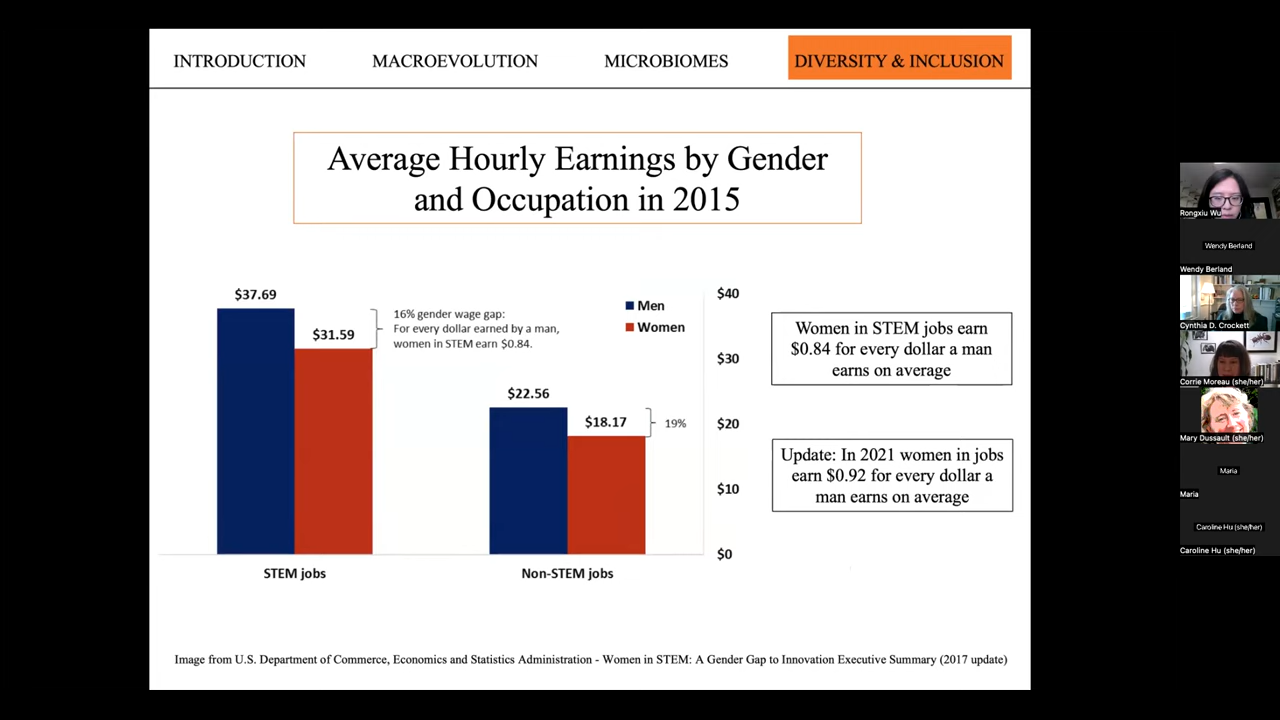 INTRODUCTION MACROEVOLUTION MICROBIOMES DIVERSITY & INCLUSION
Average Hourly Earnings by Gender
and Occupation in 2015
$37.69
$31.59
16% gender wage gap:
For every dollar earned by a man,
women in STEM earn $0.84.
$22.56
$18.17
19%
Men
Women
$40
$30
$20
$10
$0
STEM jobs
Non-STEM jobs
Women in STEM jobs earn
$0.84 for every dollar a man
earns on average
Update: In 2021 women in jobs
earn $0.92 for every dollar a
man earns on average
Image from U.S. Department of Commerce, Economics and Statistics Administration - Women in STEM: A Gender Gap to Innovation Executive Summary (2017 update)
Rongxiu Wu
Wendy Berland
Wendy Berland
Cynthia D. Crockett
Corrie Moreau (she/her)
Mary Dussault (she/her)
Maria
Maria
Caroline Hu (she/her)
Caroline Hu (she/her)